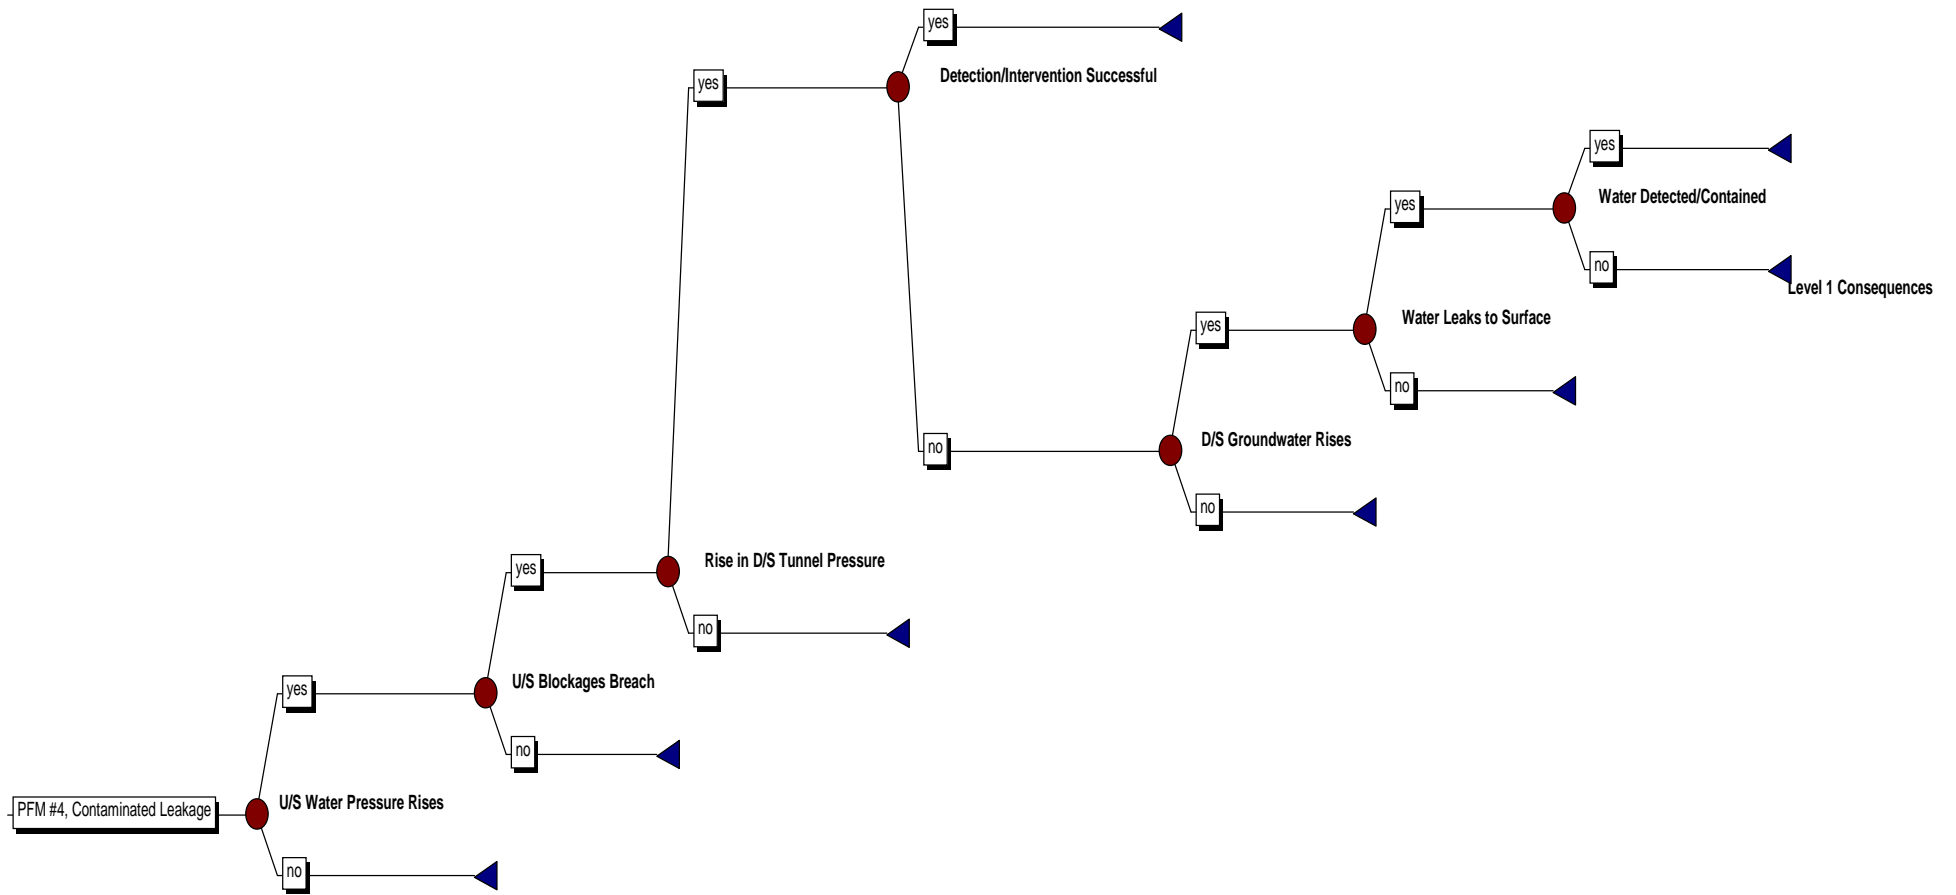 yes
Detection/Intervention Successful
yes
yes
Water Detected/Contained
yes
no
Level 1 Consequences
yes
Water Leaks to Surface
no
no
D/S Groundwater Rises
no
yes
Rise in D/S Tunnel Pressure
no
yes
U/S Blockages Breach
no
PFM #4, Contaminated Leakage
U/S Water Pressure Rises
no